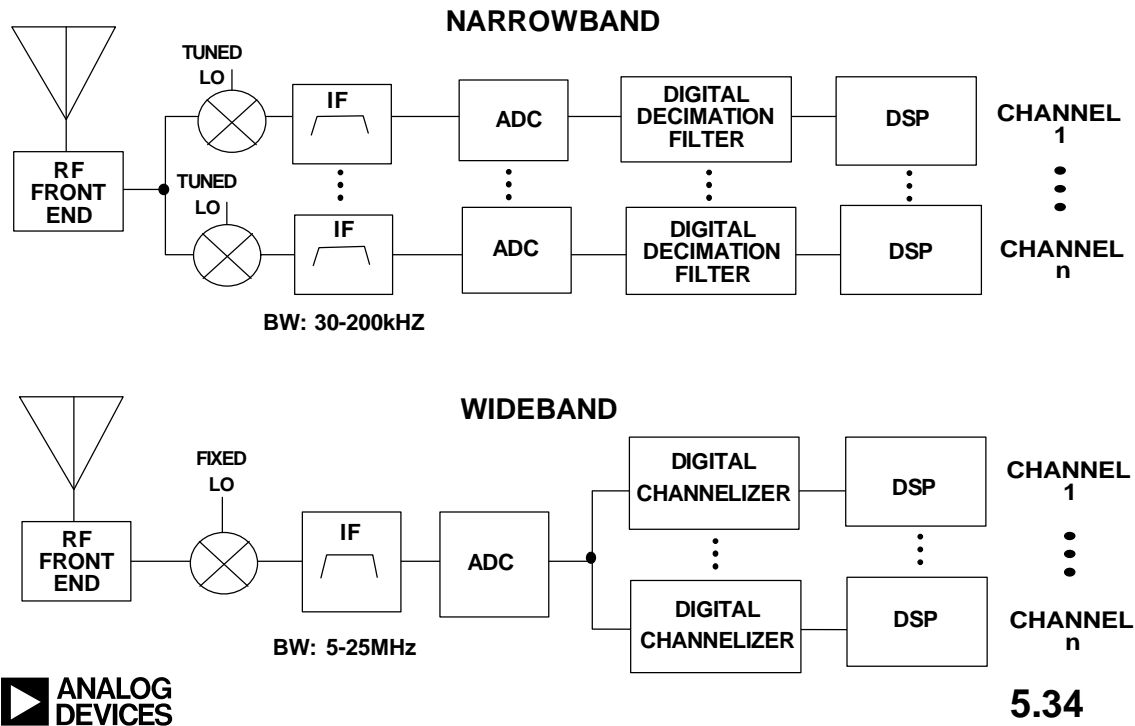 NARROWBAND
TUNED
LO
IF
ADC
DIGITAL
DECIMATION
FILTER
DSP
CHANNEL
1
RF
FRONT
END
TUNED
LO
IF
ADC
DIGITAL
DECIMATION
FILTER
DSP
CHANNEL
n
BW: 30-200kHZ
WIDEBAND
FIXED
LO
RF
FRONT
END
IF
ADC
DIGITAL
CHANNELIZER
DSP
CHANNEL
1
DIGITAL
CHANNELIZER
DSP
CHANNEL
n
BW: 5-25MHz
ANALOG
DEVICES
5.34